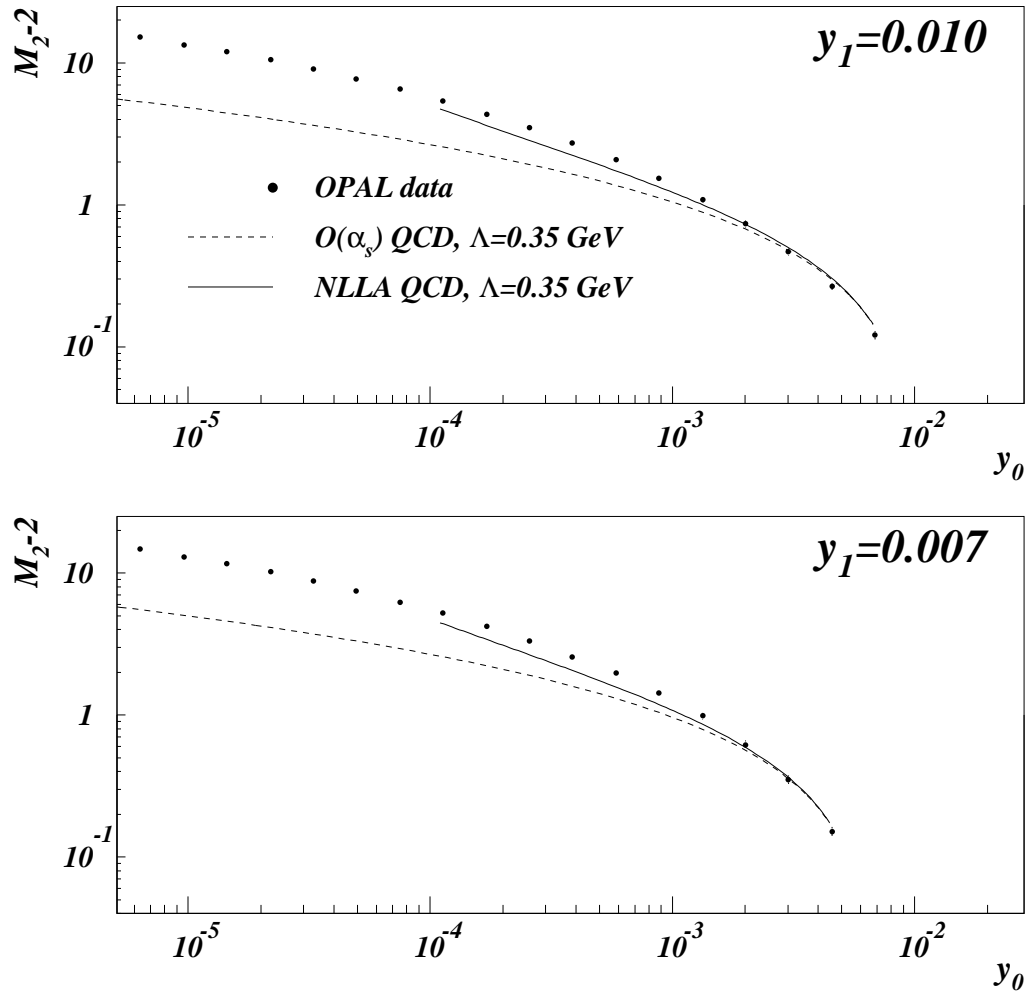 M₂-2
y₁=0.010
10
1
10⁻¹
OPAL data
O(αₛ) QCD, Λ=0.35 GeV
NLLA QCD, Λ=0.35 GeV
10⁻⁵ 10⁻⁴ 10⁻³ 10⁻²
y₀
M₂-2
y₁=0.007
10
1
10⁻¹
10⁻⁵ 10⁻⁴ 10⁻³ 10⁻²
y₀